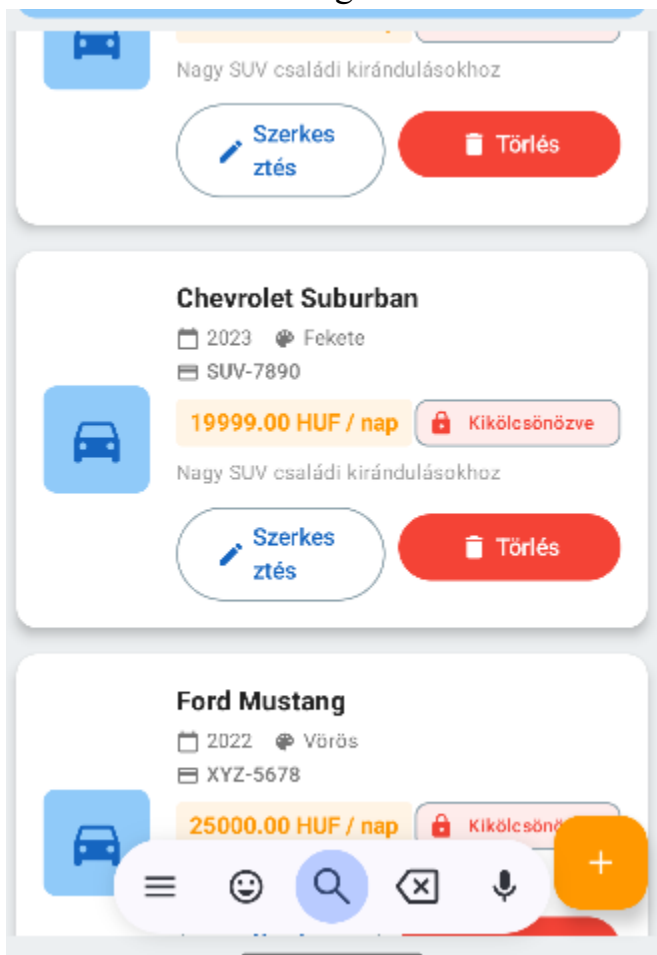 Nagy SUV családi kirándulásokhoz
Szerkes
ztés
Törlés
Chevrolet Suburban
2023 Fekete
SUV-7890
19999.00 HUF / nap Kikölcsönözve
Nagy SUV családi kirándulásokhoz
Szerkes
ztés
Törlés
Ford Mustang
2022 Vörös
XYZ-5678
25000.00 HUF / nap Kikölcsönö
+